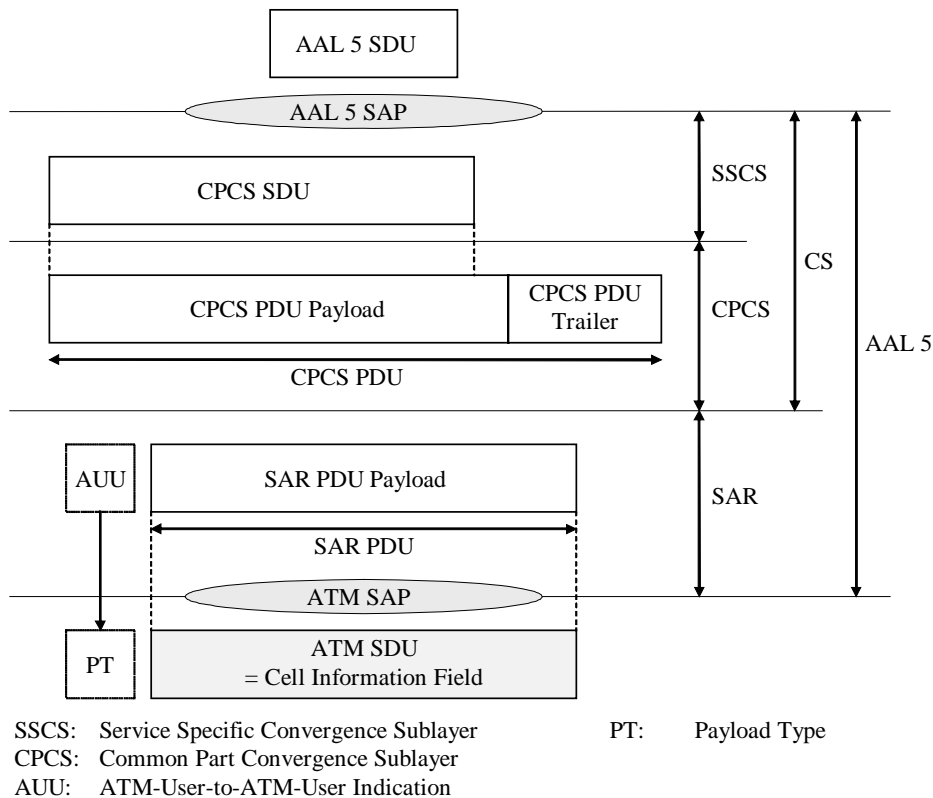 AAL 5 SDU
AAL 5 SAP
SSCS
CPCS SDU
CS
CPCS PDU Payload
CPCS PDU
Trailer
CPCS
AAL 5
CPCS PDU
AUU
SAR PDU Payload
SAR
SAR PDU
ATM SAP
PT
ATM SDU
= Cell Information Field
SSCS: Service Specific Convergence Sublayer PT: Payload Type
CPCS: Common Part Convergence Sublayer
AUU: ATM-User-to-ATM-User Indication